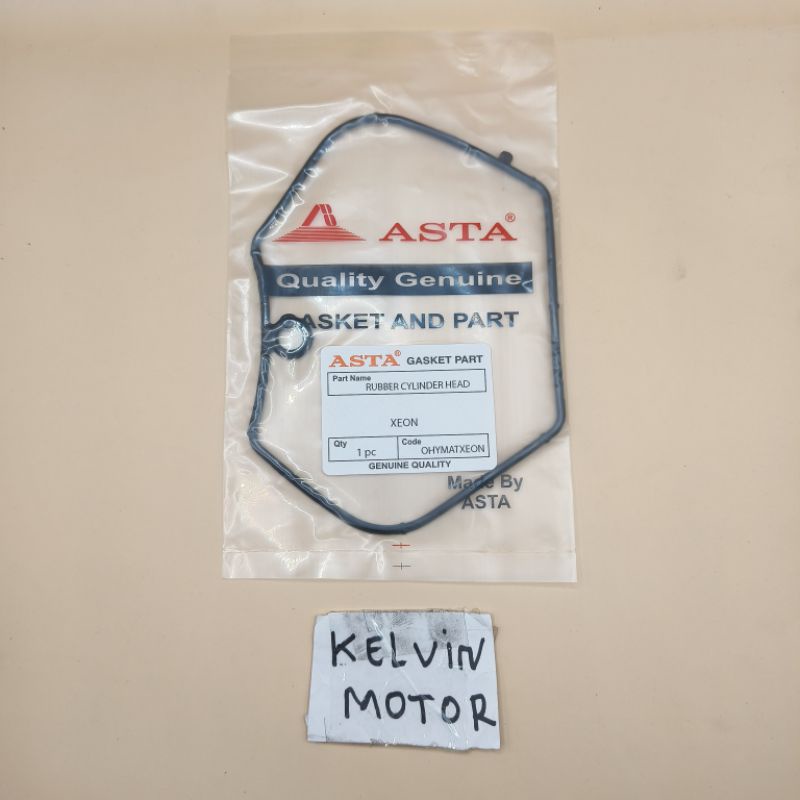 ASTA®
Quality Genuine
GASKET AND PART
ASTA® GASKET PART
Part Name
RUBBER CYLINDER HEAD
XEON
Qty
1 pc
Code
OHYMATXEON
GENUINE QUALITY
Made By
ASTA
KELViN
MOTOR